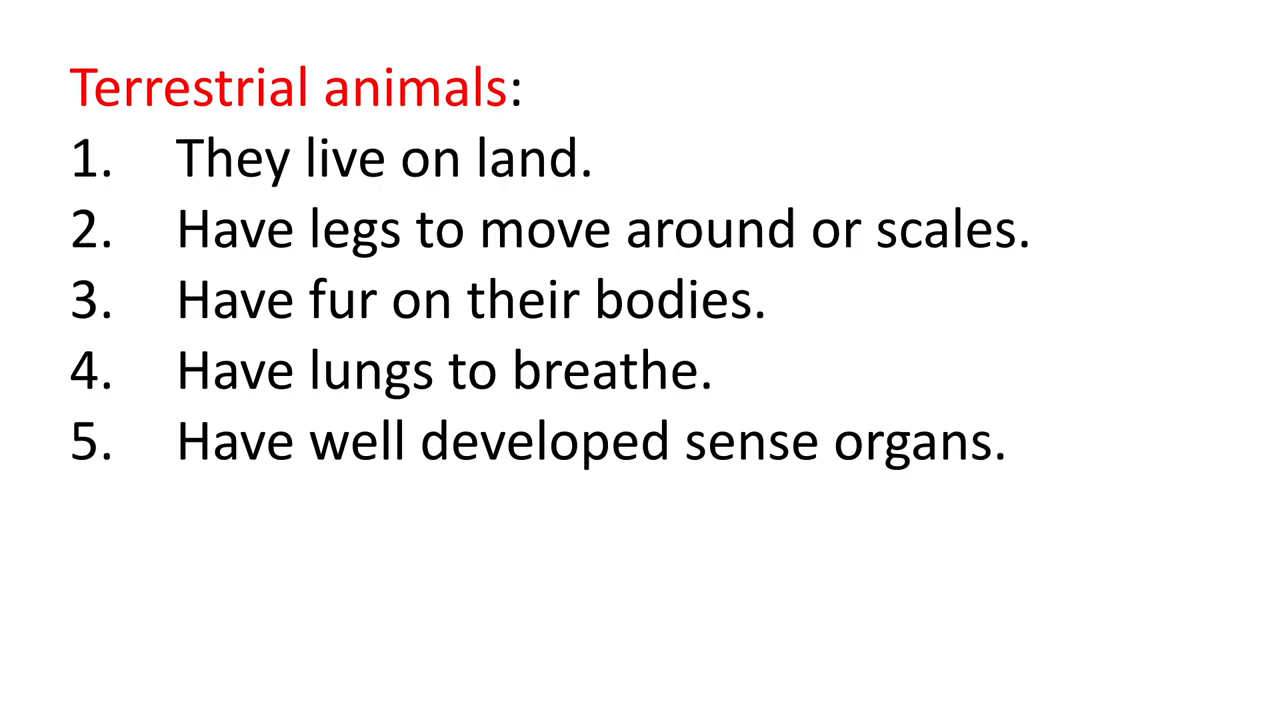 Terrestrial animals:
1. They live on land.
2. Have legs to move around or scales.
3. Have fur on their bodies.
4. Have lungs to breathe.
5. Have well developed sense organs.